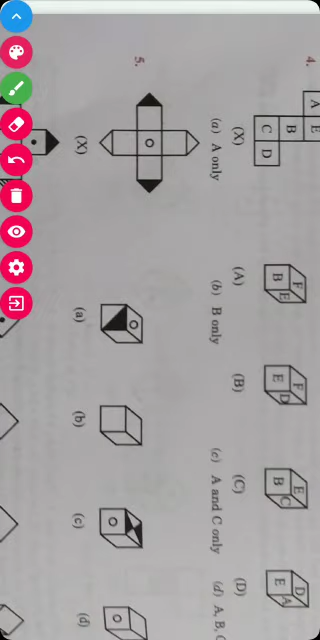 4.
A E
B
C D
F
B E
F
E D
E
B C
D
E A
(X) (A) (B) (C) (D)
(a) A only (b) B only (c) A and C only (d) A, B,
5.
(X) (a) (b) (c) (d)